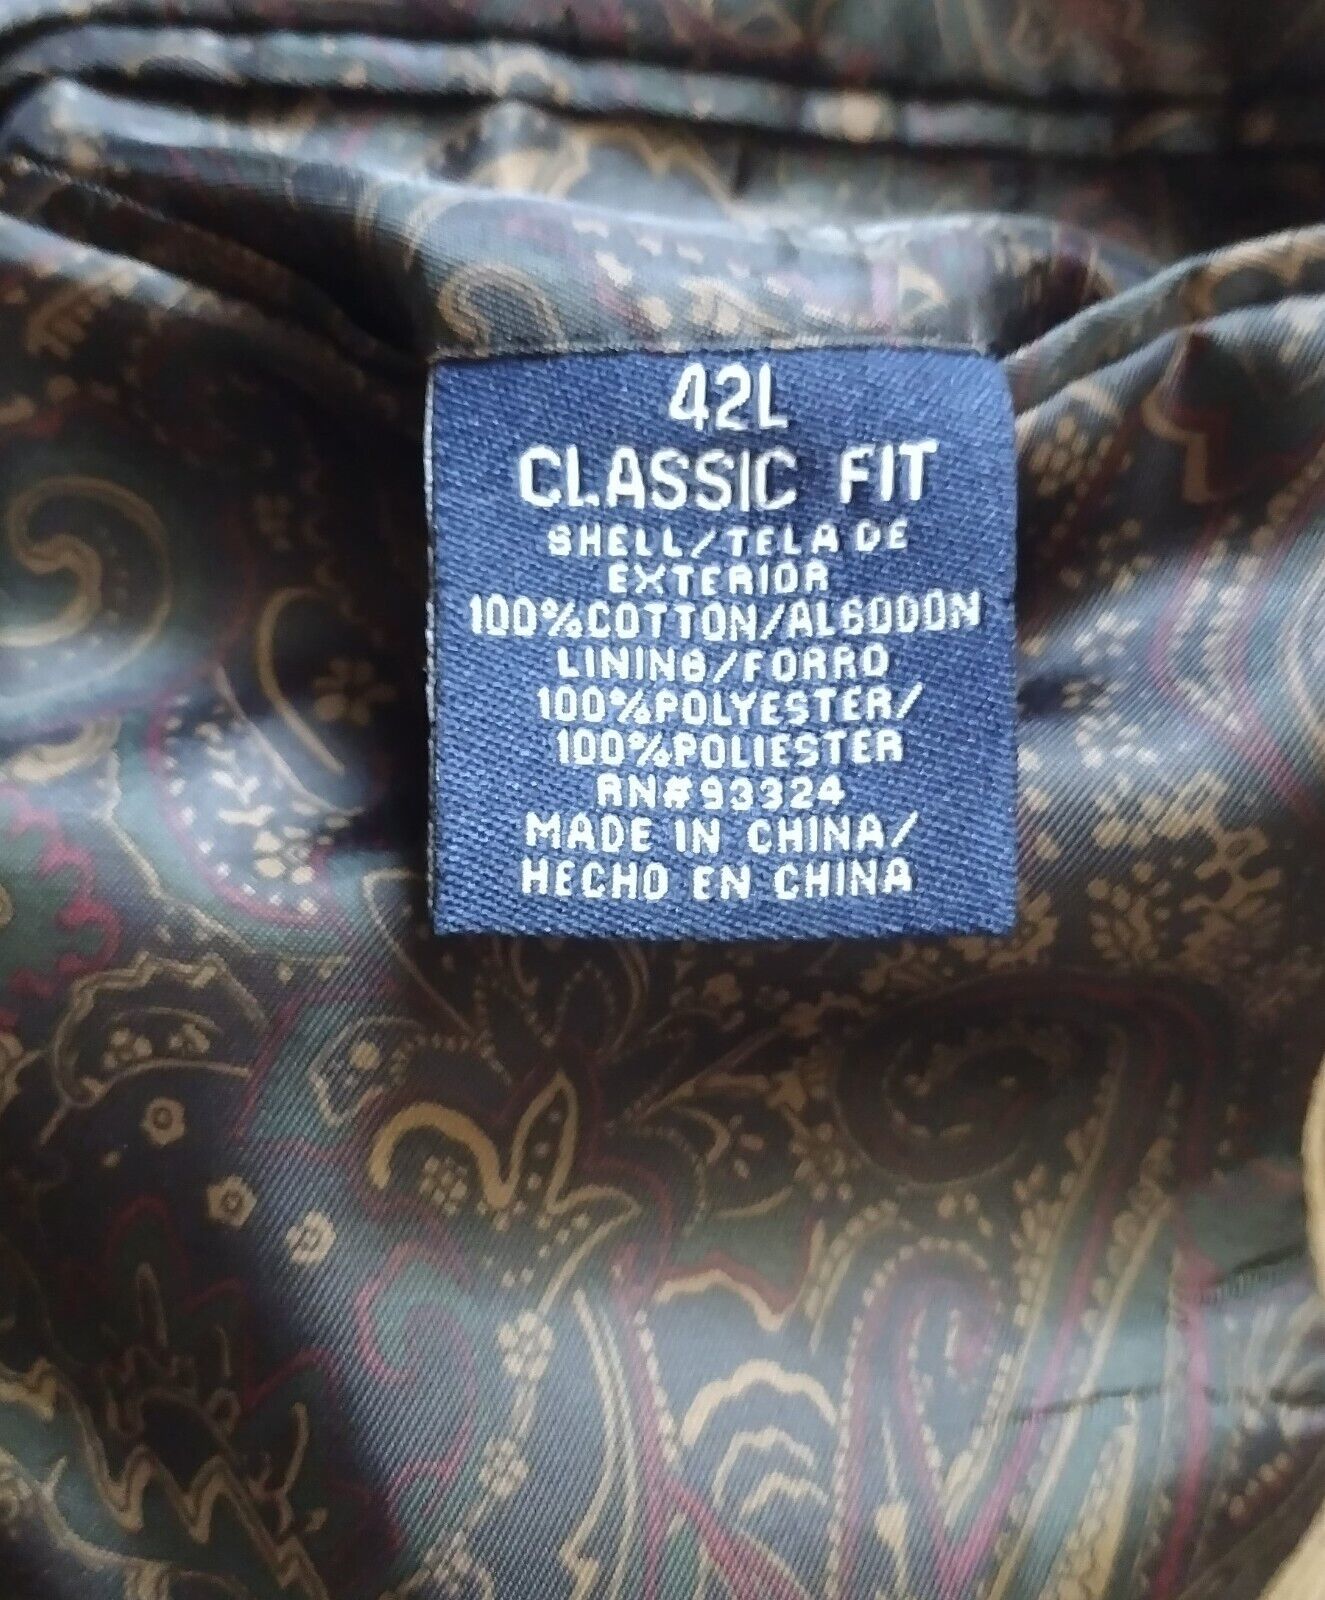 42L
CLASSIC FIT
SHELL/TELA DE
EXTERIOR
100%COTTON/ALGODON
LINING/FORRO
100%POLYESTER/
100%POLIESTER
RN#93324
MADE IN CHINA/
HECHO EN CHINA